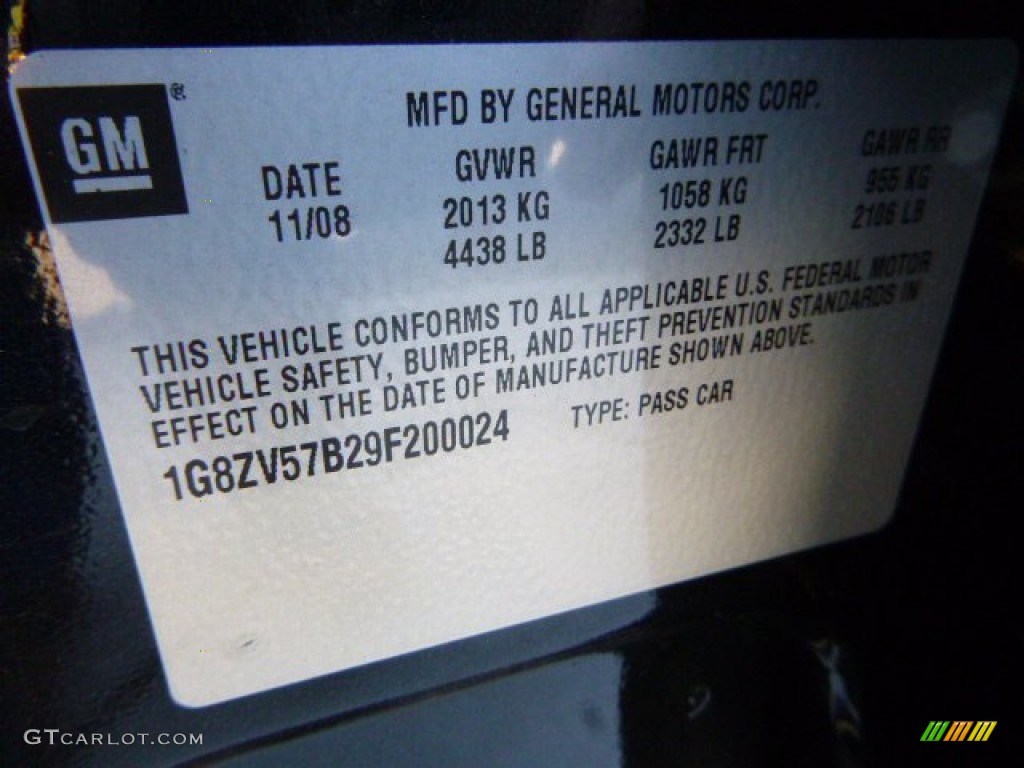 GM®
MFD BY GENERAL MOTORS CORP.
DATE GVWR GAWR FRT GAWR RR
11/08 2013 KG 1058 KG 955 KG
4438 LB 2332 LB 2106 LB
THIS VEHICLE CONFORMS TO ALL APPLICABLE U.S. FEDERAL MOTOR
VEHICLE SAFETY, BUMPER, AND THEFT PREVENTION STANDARDS IN
EFFECT ON THE DATE OF MANUFACTURE SHOWN ABOVE.
1G8ZV57B29F200024 TYPE: PASS CAR
GTCARLOT.COM